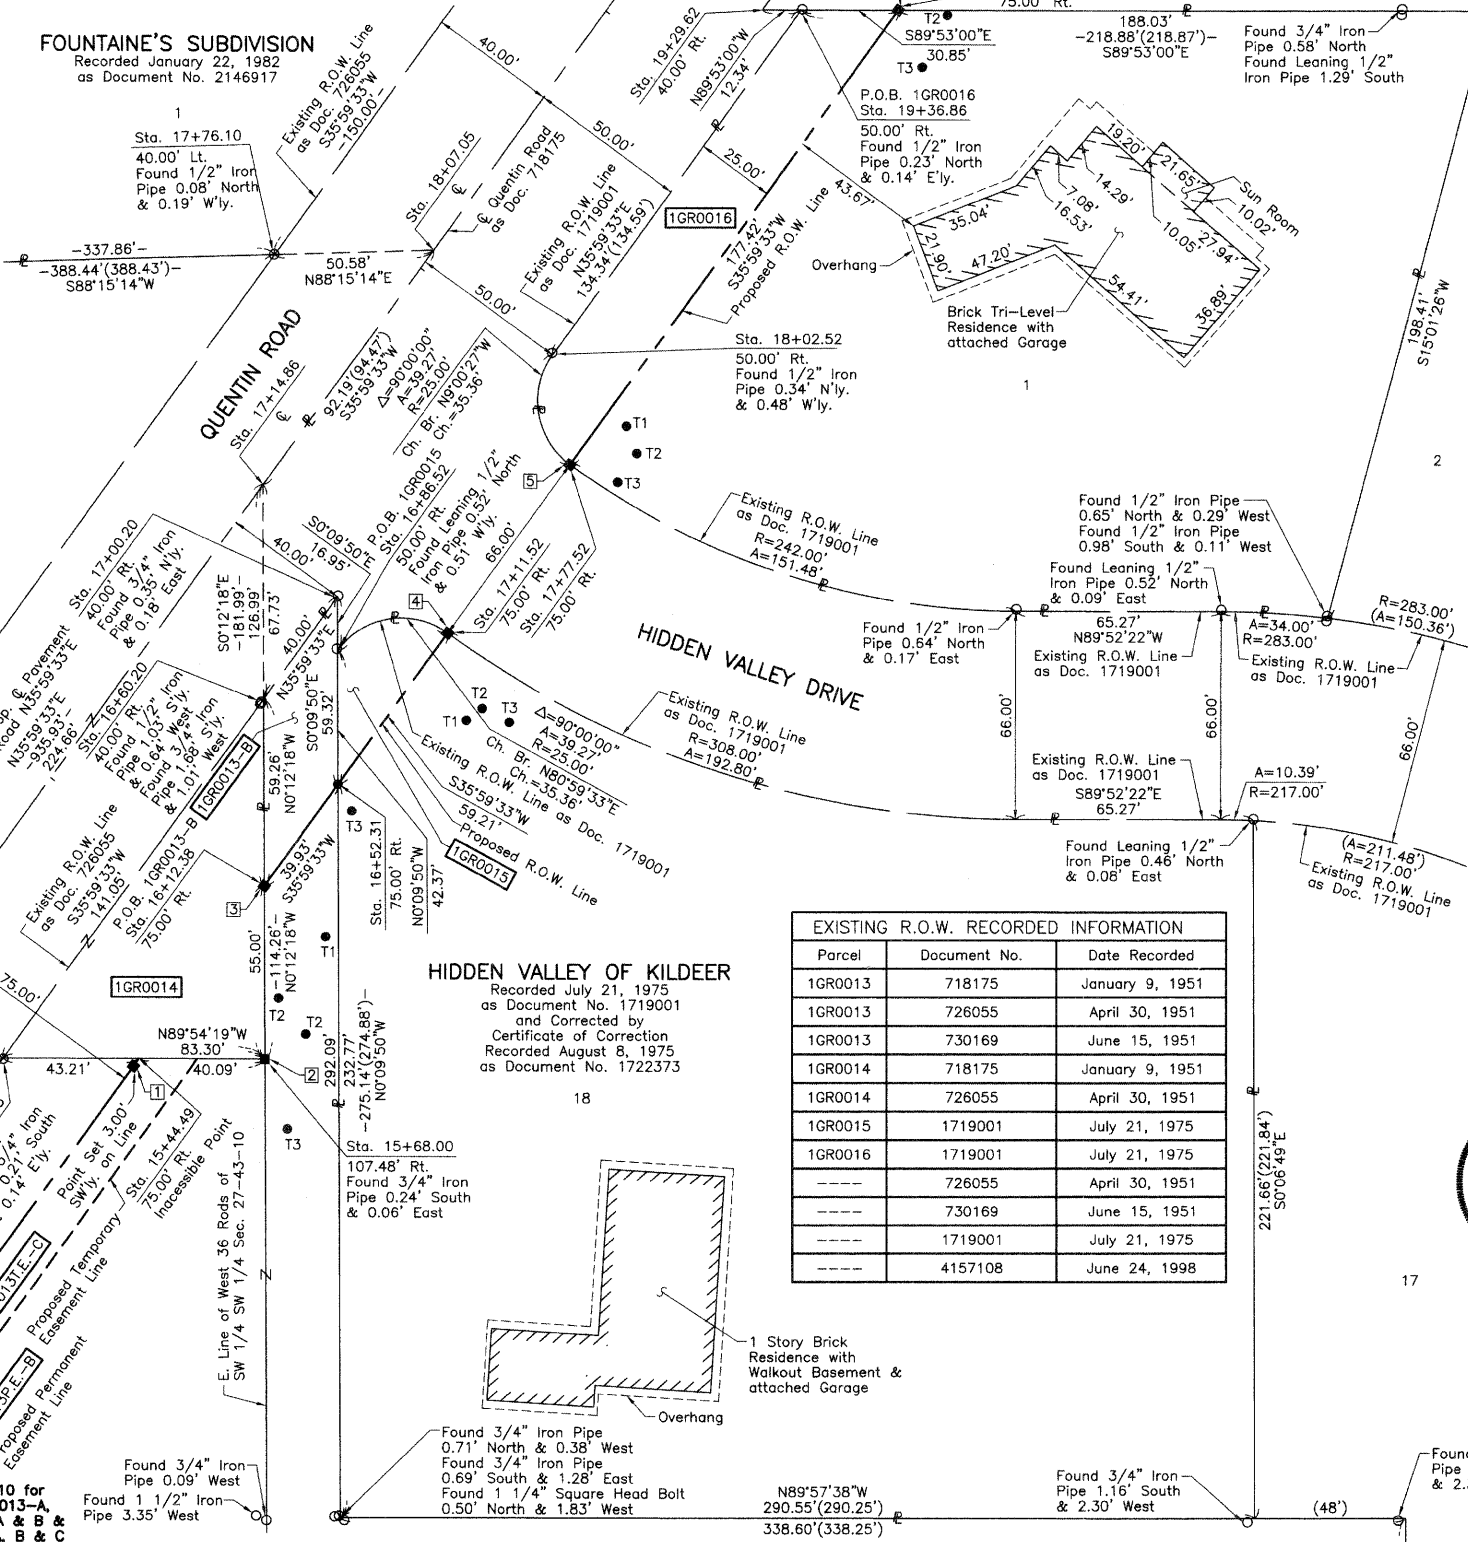 FOUNTAINE'S SUBDIVISION
Recorded January 22, 1982
as Document No. 2146917
1
Sta. 17+76.10
40.00' Lt.
Found 1/2" Iron
Pipe 0.08' North
& 0.19' W'ly.
Existing R.O.W. Line
as Doc. 726055
S35°59'33"W
-150.00'-
40.00'
50.00'
Sta. 18+07.05
℄ Quentin Road
as Doc. 718175
Existing R.O.W. Line
as Doc. 1719001
N35°59'33"E
134.34'(134.59')
Sta. 19+29.62
40.00' Rt.
N89°53'00"W
12.34'
25.00'
1GR0016
75.00' Rt.
T2
S89°53'00"E
30.85'
T3
188.03'
-218.88'(218.87')-
S89°53'00"E
Found 3/4" Iron
Pipe 0.58' North
Found Leaning 1/2"
Iron Pipe 1.29' South
P.O.B. 1GR0016
Sta. 19+36.86
50.00' Rt.
Found 1/2" Iron
Pipe 0.23' North
& 0.14' E'ly.
43.67'
177.42'
S35°59'33"W
Proposed R.O.W. Line
19.20'
21.65'
14.29'
7.08'
16.53'
35.04'
21.90'
47.20'
10.05'
27.94'
54.41'
36.89'
Sun Room
10.02'
Overhang
Brick Tri-Level
Residence with
attached Garage
1
198.41'
S15°01'26"W
2
-337.86'-
-388.44'(388.43')-
S88°15'14"W
50.58'
N88°15'14"E
50.00'
QUENTIN ROAD
Sta. 17+14.86
℄
92.19'(94.47')
S35°59'33"W
Δ=90°00'00"
A=39.27'
R=25.00'
Ch. Br. N9°00'27"W
Ch.=35.36'
Sta. 18+02.52
50.00' Rt.
Found 1/2" Iron
Pipe 0.34' N'ly.
& 0.48' W'ly.
T1
T2
T3
5
P.O.B. 1GR0015
Sta. 16+86.52
50.00' Rt.
Found Leaning 1/2"
Iron Pipe 0.52' North
& 0.51' W'ly.
66.00'
S0°09'50"E
16.95'
40.00'
Sta. 17+11.52
75.00' Rt.
Sta. 17+77.52
75.00' Rt.
4
Existing R.O.W. Line
as Doc. 1719001
R=242.00'
A=151.48'
HIDDEN VALLEY DRIVE
Found 1/2" Iron Pipe
0.65' North & 0.29' West
Found 1/2" Iron Pipe
0.98' South & 0.11' West
Found Leaning 1/2"
Iron Pipe 0.52' North
& 0.09' East
Found 1/2" Iron
Pipe 0.64' North
& 0.17' East
65.27'
N89°52'22"W
Existing R.O.W. Line
as Doc. 1719001
A=34.00'
R=283.00'
R=283.00'
(A=150.36')
Existing R.O.W. Line
as Doc. 1719001
66.00'
66.00'
66.00'
Existing R.O.W. Line
as Doc. 1719001
S89°52'22"E
65.27'
A=10.39'
R=217.00'
Found Leaning 1/2"
Iron Pipe 0.46' North
& 0.08' East
(A=211.48')
R=217.00'
Existing R.O.W. Line
as Doc. 1719001
Sta. 17+00.20
40.00' Rt.
Found 3/4" Iron
Pipe 0.35' N'ly.
& 0.18' East
S0°12'18"E
-181.99'-
126.99'
67.73'
40.00'
N35°59'33"E
S0°09'50"E
59.32'
℄ Pavement
Road N35°59'33"E
N35°59'33"E
-935.93'-
224.66'
Sta. 16+60.20
40.00' Rt.
Found 1/2" Iron
Pipe 1.03' S'ly.
& 0.64' West
Found 3/4" Iron
Pipe 1.68' S'ly.
& 1.01' West
1GR0013-B
59.26'
N0°12'18"W
T1
T2
T3
Existing R.O.W. Line as Doc. 1719001
Δ=90°00'00"
A=39.27'
R=25.00'
Ch. Br. N80°59'33"E
Ch.=35.36'
Existing R.O.W. Line
as Doc. 1719001
R=308.00'
A=192.80'
S35°59'33"W
59.21'
Proposed R.O.W. Line
1GR0015
T3
Sta. 16+52.31
75.00' Rt.
N0°09'50"W
42.37'
39.93'
S35°59'33"W
Existing R.O.W. Line
as Doc. 726055
S35°59'33"W
141.05'
P.O.B. 1GR0013-B
Sta. 16+12.38
75.00' Rt.
3
T1
75.00'
1GR0014
55.00'
-114.26'-
N0°12'18"W
T2
T2
N89°54'19"W
83.30'
43.21'
40.09'
1
2
T3
HIDDEN VALLEY OF KILDEER
Recorded July 21, 1975
as Document No. 1719001
and Corrected by
Certificate of Correction
Recorded August 8, 1975
as Document No. 1722373
18
292.09'
232.77'
-275.14'(274.88')-
N0°09'50"W
EXISTING R.O.W. RECORDED INFORMATION
Parcel Document No. Date Recorded
1GR0013 718175 January 9, 1951
1GR0013 726055 April 30, 1951
1GR0013 730169 June 15, 1951
1GR0014 718175 January 9, 1951
1GR0014 726055 April 30, 1951
1GR0015 1719001 July 21, 1975
1GR0016 1719001 July 21, 1975
---- 726055 April 30, 1951
---- 730169 June 15, 1951
---- 1719001 July 21, 1975
---- 4157108 June 24, 1998
Point Set 3.00'
SW'ly. on Line
Sta. 15+44.49
75.00' Rt.
Inacessible Point
3/4" Iron
0.21' South
0.14' E'ly.
Sta. 15+68.00
107.48' Rt.
Found 3/4" Iron
Pipe 0.24' South
& 0.06' East
E. Line of West 36 Rods of
SW 1/4 SW 1/4 Sec. 27-43-10
013T.E.-C
Proposed Temporary
Easement Line
3P.E.-B
Proposed Permanent
Easement Line
221.66'(221.84')
S0°06'49"E
17
1 Story Brick
Residence with
Walkout Basement &
attached Garage
Overhang
Found 3/4" Iron Pipe
0.71' North & 0.38' West
Found 3/4" Iron Pipe
0.69' South & 1.28' East
Found 1 1/4" Square Head Bolt
0.50' North & 1.83' West
Found 3/4" Iron
Pipe 0.09' West
Found 1 1/2" Iron
Pipe 3.35' West
10 for
013-A,
A & B &
B & C
N89°57'38"W
290.55'(290.25')
338.60'(338.25')
Found 3/4" Iron
Pipe 1.16' South
& 2.30' West
(48')
Found
Pipe
& 2.